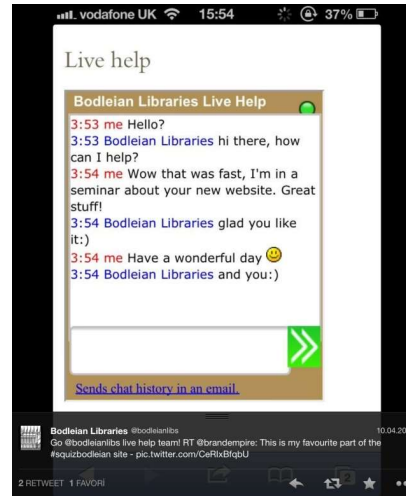 vodafone UK 15:54 37%
Live help
Bodleian Libraries Live Help
3:53 me Hello?
3:53 Bodleian Libraries hi there, how
can I help?
3:54 me Wow that was fast, I'm in a
seminar about your new website. Great
stuff!
3:54 Bodleian Libraries glad you like
it:)
3:54 me Have a wonderful day
3:54 Bodleian Libraries and you:)
Sends chat history in an email.
Bodleian Libraries @bodleianlibs 10.04.20
Go @bodleianlibs live help team! RT @brandempire: This is my favourite part of the
#squizbodleian site - pic.twitter.com/CeRlxBfqbU
2 RETWEET 1 FAVORİ